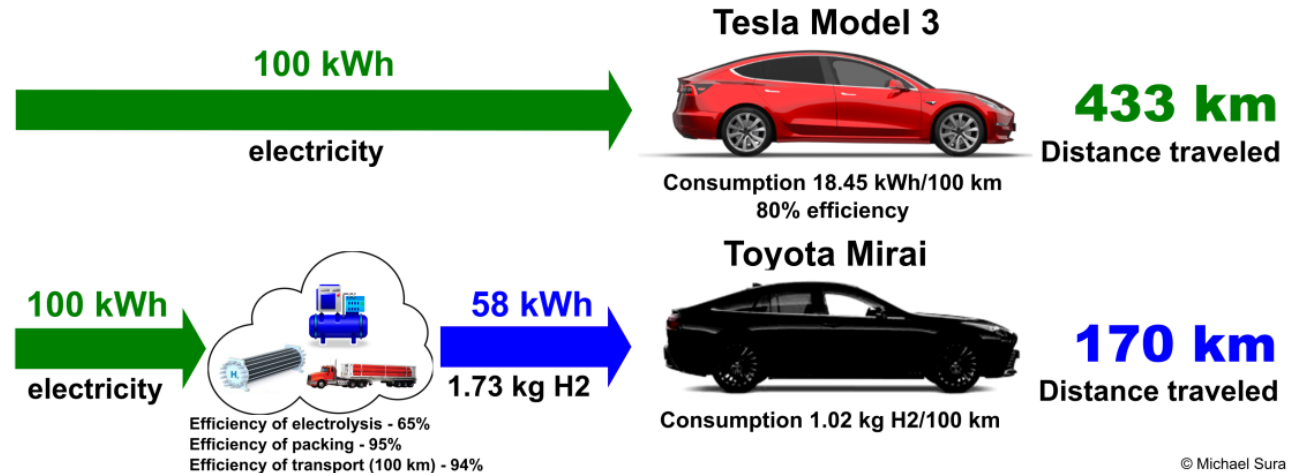 Tesla Model 3
100 kWh
electricity
433 km
Distance traveled
Consumption 18.45 kWh/100 km
80% efficiency
Toyota Mirai
100 kWh
electricity
H₂
Efficiency of electrolysis - 65%
Efficiency of packing - 95%
Efficiency of transport (100 km) - 94%
58 kWh
1.73 kg H2
170 km
Distance traveled
Consumption 1.02 kg H2/100 km
© Michael Sura